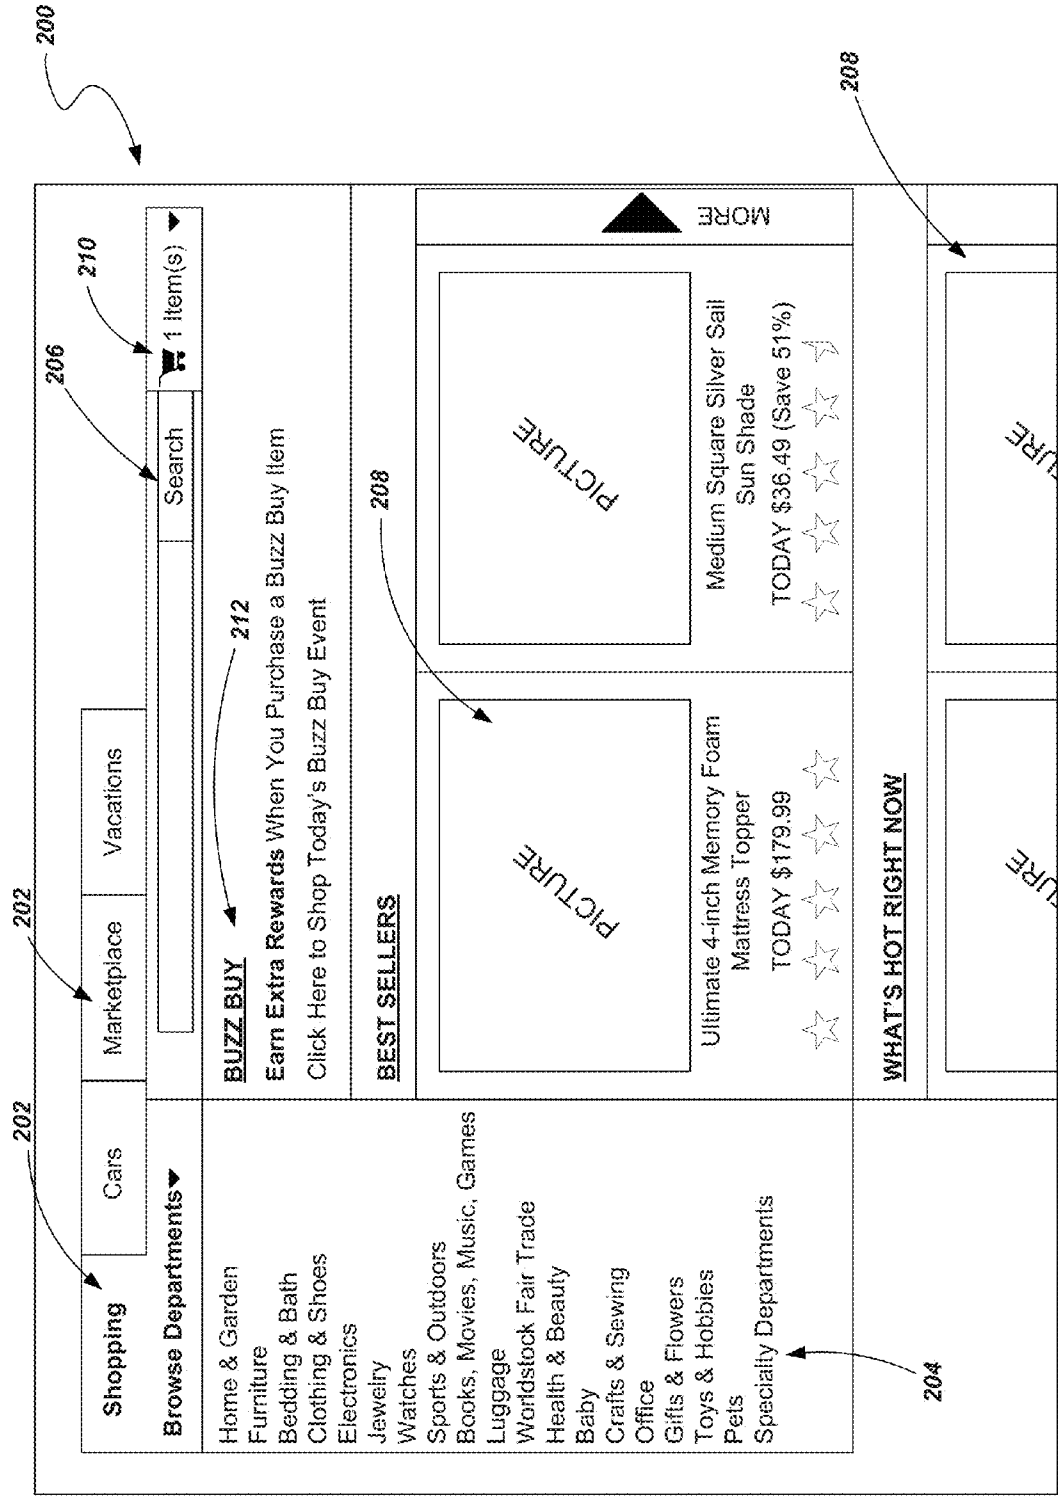 200
202
202
Shopping
Cars
Marketplace
Vacations
206
210
Browse Departments
Search
1 Item(s)
Home & Garden
Furniture
Bedding & Bath
Clothing & Shoes
Electronics
Jewelry
Watches
Sports & Outdoors
Books, Movies, Music, Games
Luggage
Worldstock Fair Trade
Health & Beauty
Baby
Crafts & Sewing
Office
Gifts & Flowers
Toys & Hobbies
Pets
Specialty Departments
204
BUZZ BUY
212
Earn Extra Rewards When You Purchase a Buzz Buy Item
Click Here to Shop Today's Buzz Buy Event
BEST SELLERS
208
PICTURE
PICTURE
MORE
Ultimate 4-inch Memory Foam
Mattress Topper
TODAY $179.99
Medium Square Silver Sail
Sun Shade
TODAY $36.49 (Save 51%)
208
WHAT'S HOT RIGHT NOW